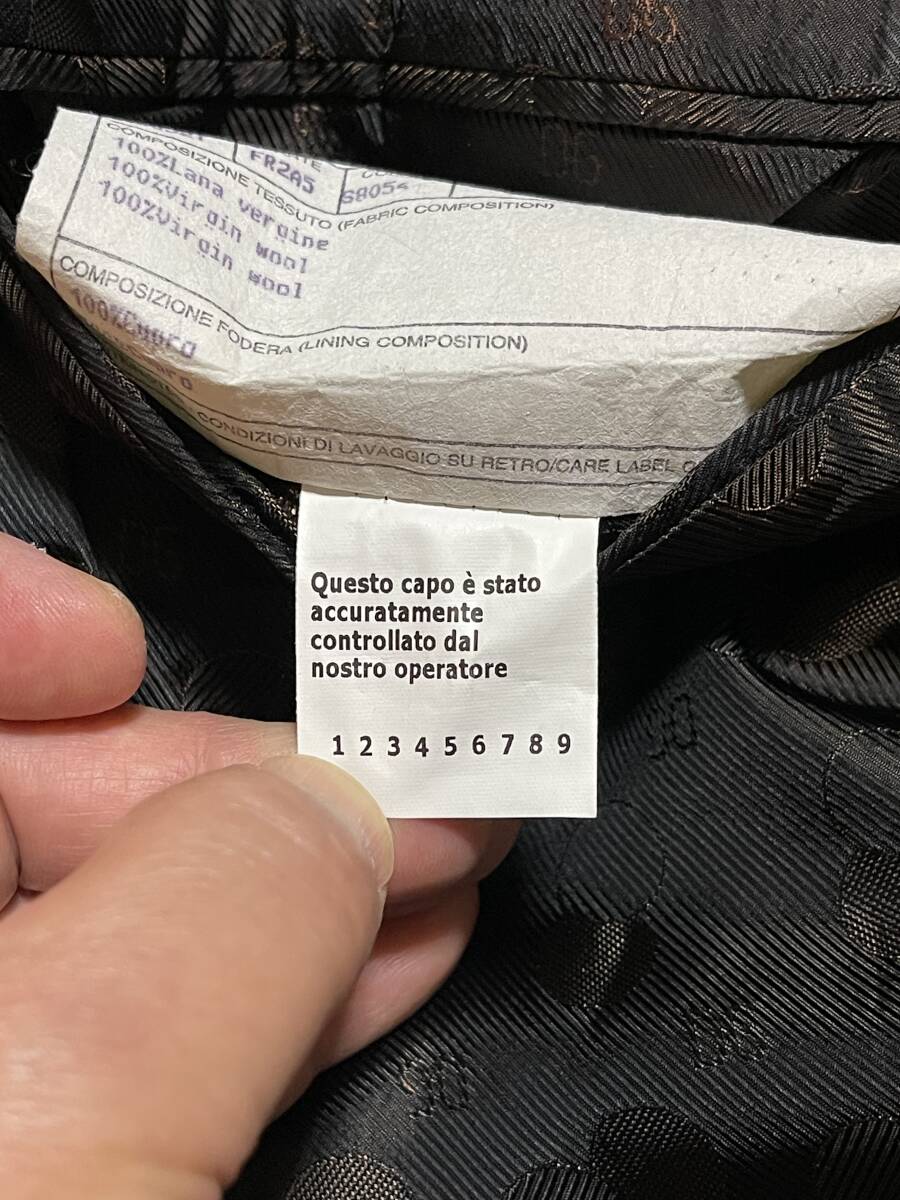 FR2A5
6805
COMPOSIZIONE TESSUTO (FABRIC COMPOSITION)
100%Lana vergine
100%Virgin wool
100%Virgin wool
COMPOSIZIONE FODERA (LINING COMPOSITION)
CONDIZIONI DI LAVAGGIO SU RETRO/CARE LABEL
Questo capo è stato
accuratamente
controllato dal
nostro operatore
1 2 3 4 5 6 7 8 9